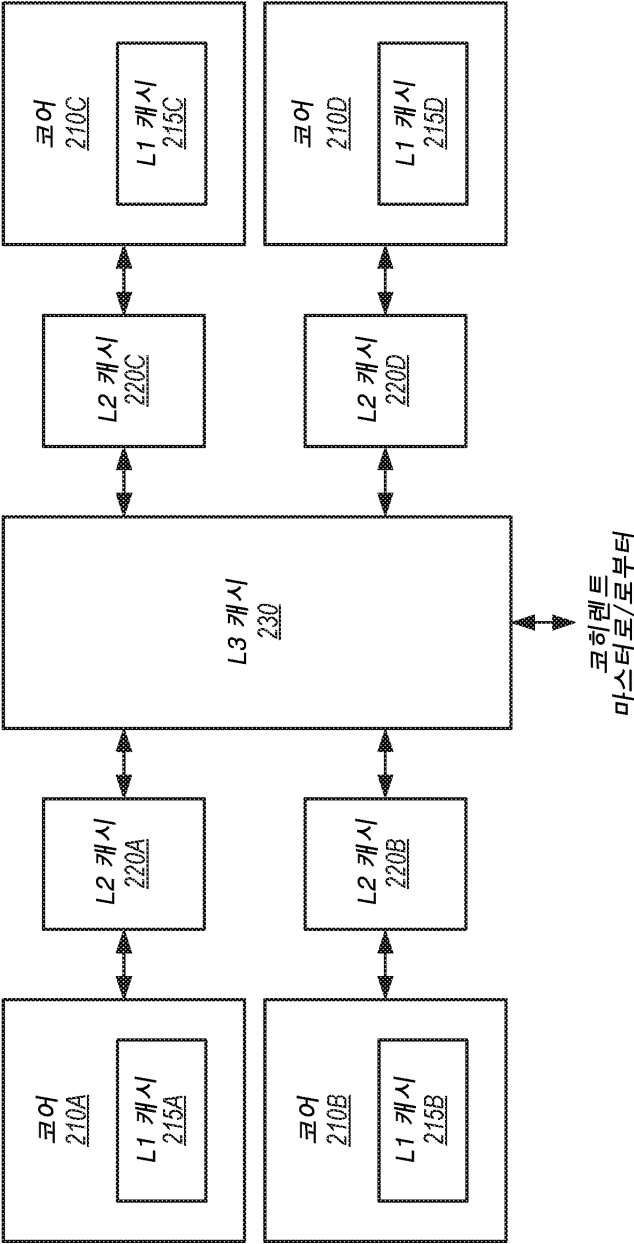 코어
210A
L1 캐시
215A
L2 캐시
220A
L3 캐시
230
L2 캐시
220C
코어
210C
L1 캐시
215C
코어
210B
L1 캐시
215B
L2 캐시
220B
L2 캐시
220D
코어
210D
L1 캐시
215D
코히렌트
마스터로/로부터